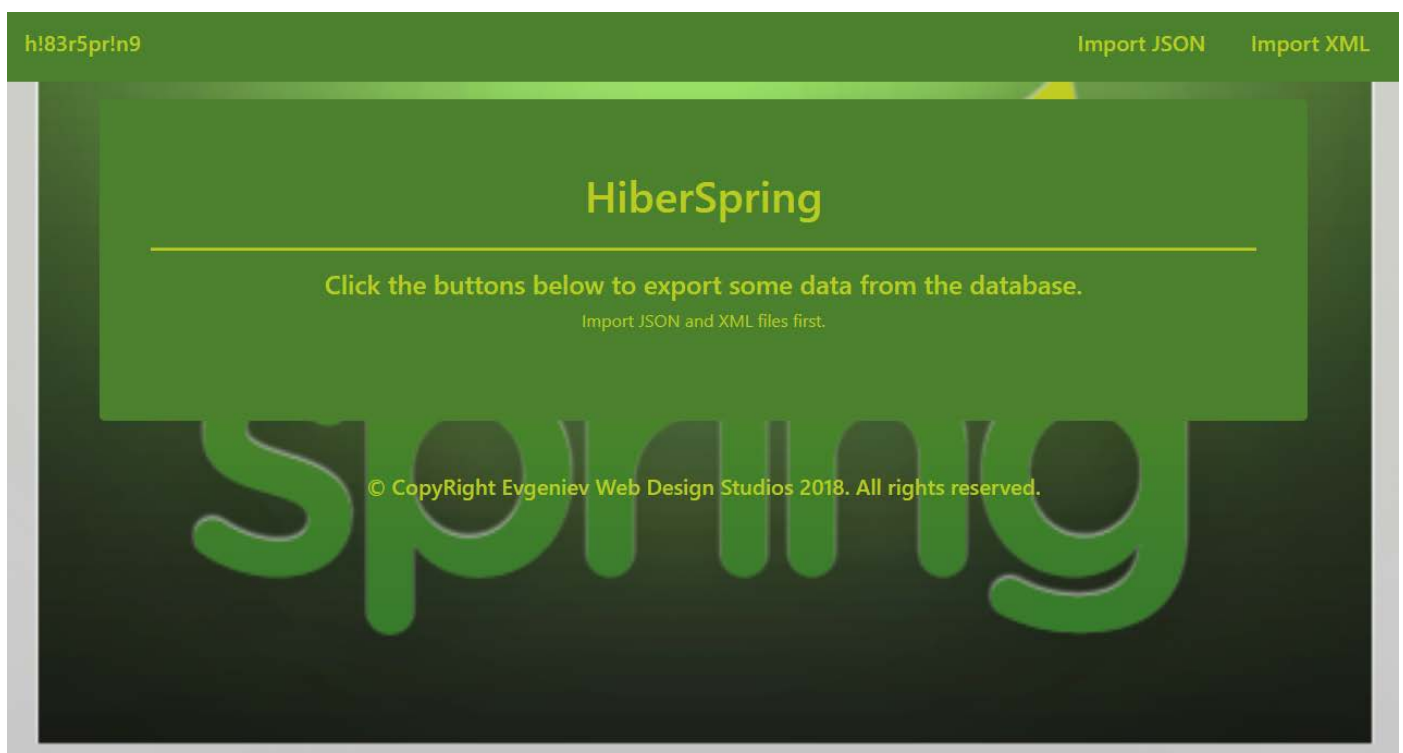 h!83r5pr!n9
Import JSON
Import XML
HiberSpring
Click the buttons below to export some data from the database.
Import JSON and XML files first.
© CopyRight Evgeniev Web Design Studios 2018. All rights reserved.
spring